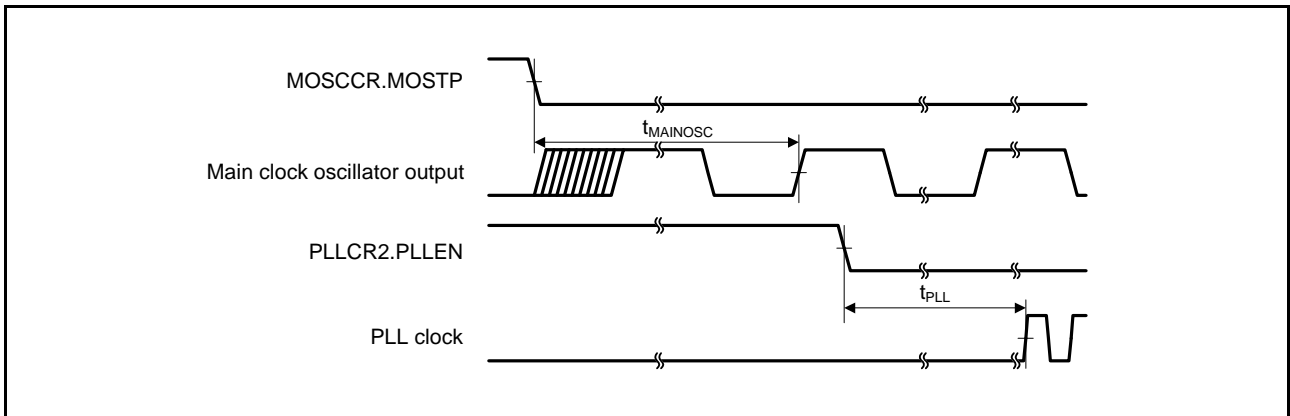 MOSCCR.MOSTP
tMAINOSC
Main clock oscillator output
PLLCR2.PLLEN
tPLL
PLL clock